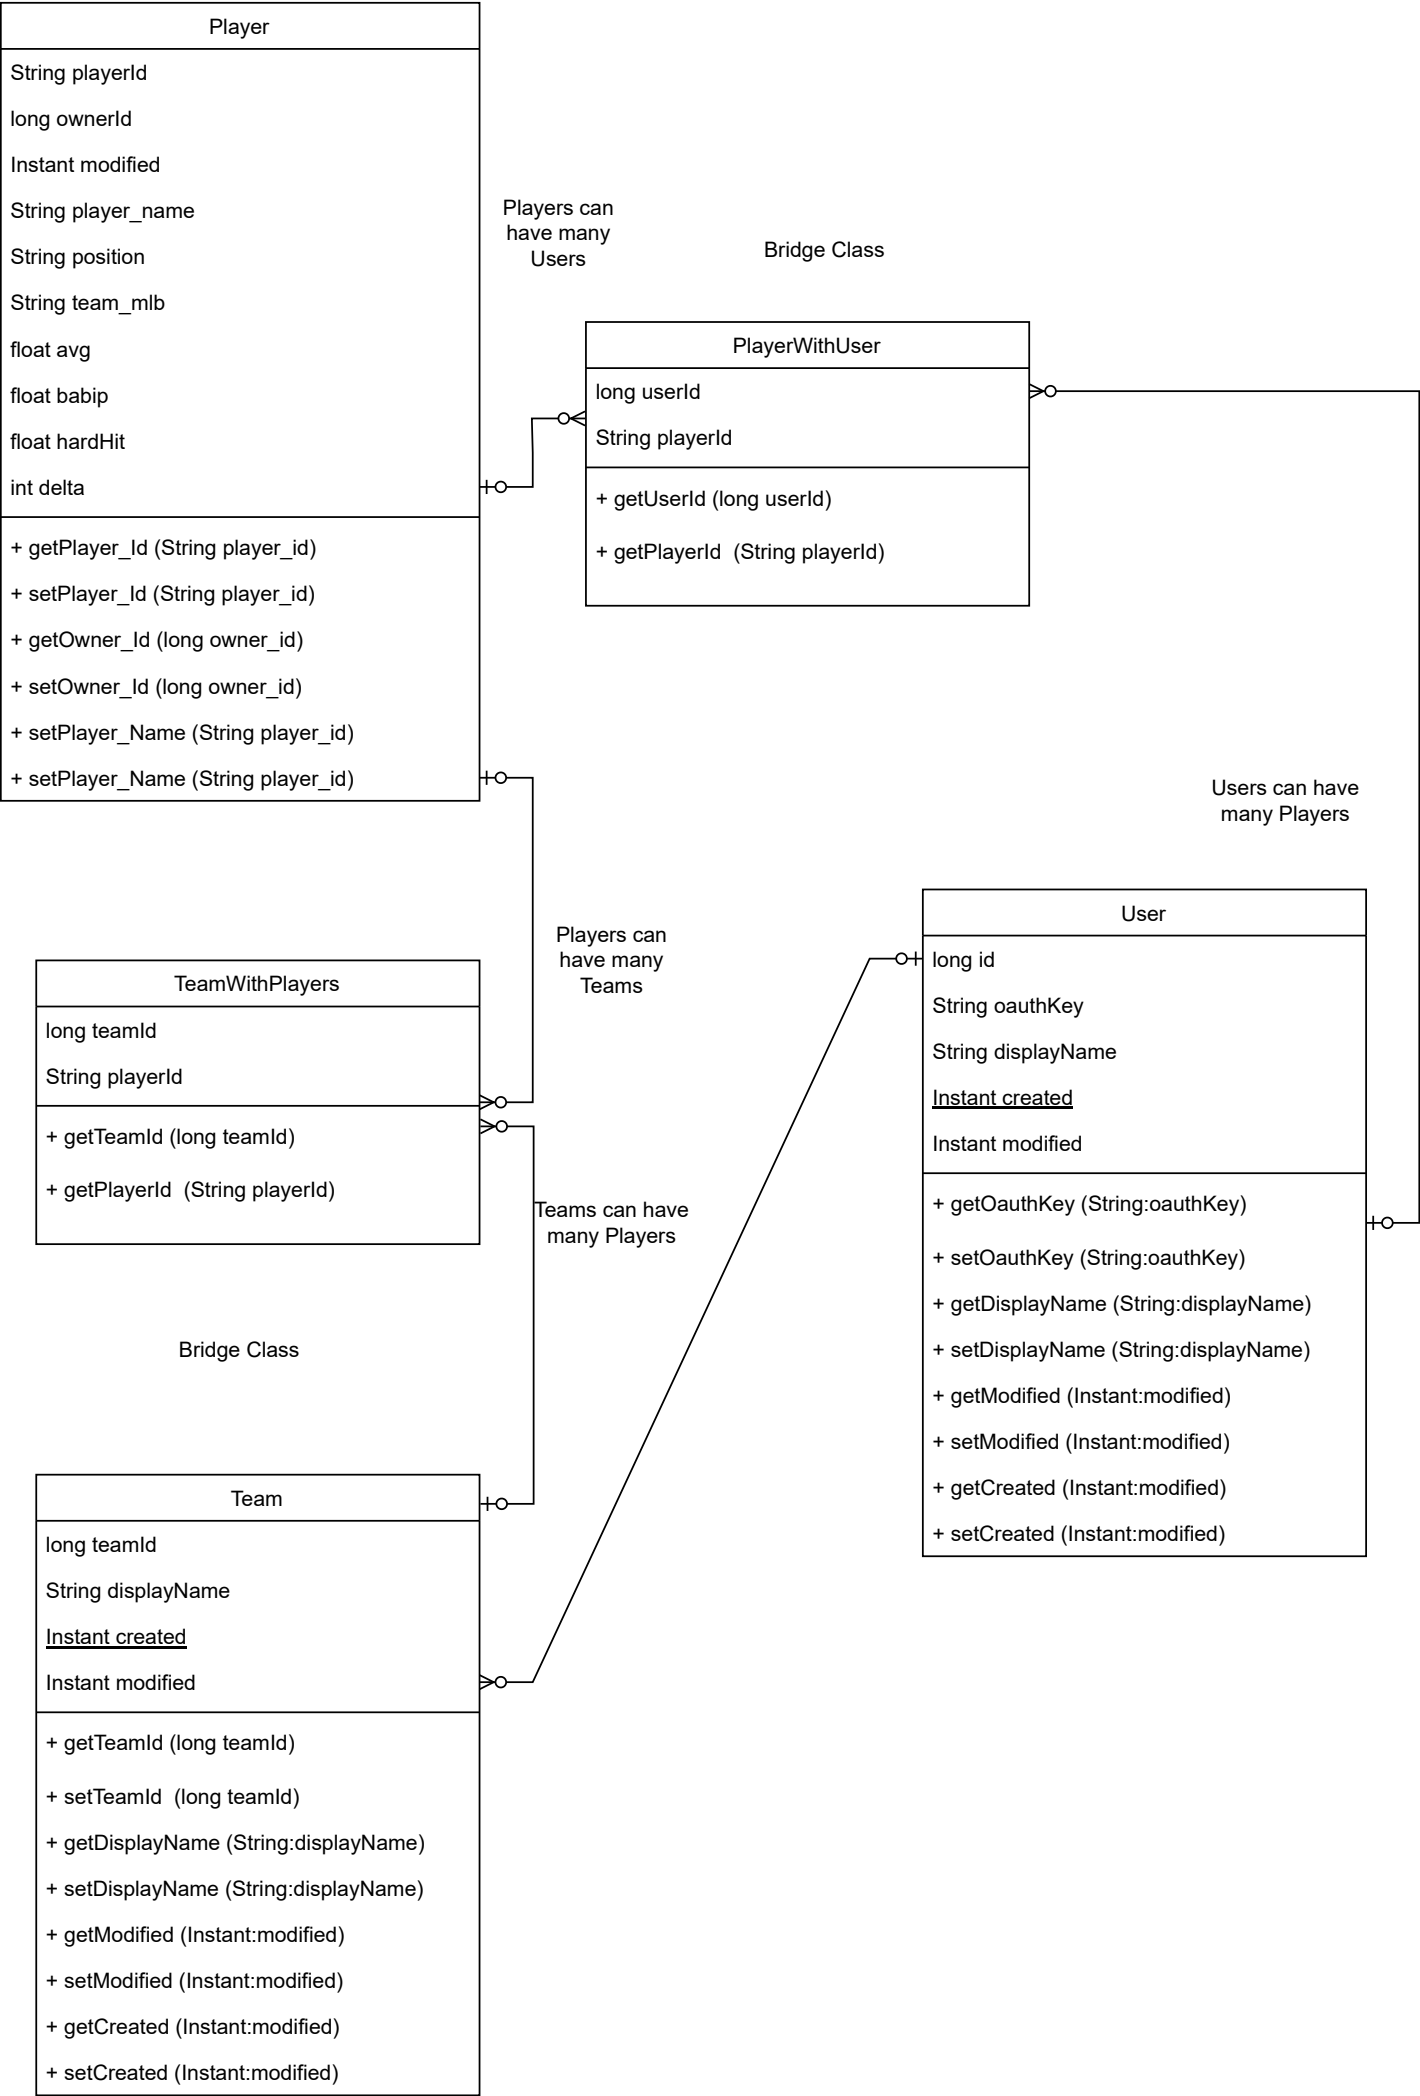 Player
String playerId
long ownerId
Instant modified
String player_name
String position
String team_mlb
float avg
float babip
float hardHit
int delta
+ getPlayer_Id (String player_id)
+ setPlayer_Id (String player_id)
+ getOwner_Id (long owner_id)
+ setOwner_Id (long owner_id)
+ setPlayer_Name (String player_id)
+ setPlayer_Name (String player_id)
Players can
have many
Users
Bridge Class
PlayerWithUser
long userId
String playerId
+ getUserId (long userId)
+ getPlayerId  (String playerId)
Users can have
many Players
Players can
have many
Teams
TeamWithPlayers
long teamId
String playerId
+ getTeamId (long teamId)
+ getPlayerId  (String playerId)
Teams can have
many Players
Bridge Class
User
long id
String oauthKey
String displayName
Instant created
Instant modified
+ getOauthKey (String:oauthKey)
+ setOauthKey (String:oauthKey)
+ getDisplayName (String:displayName)
+ setDisplayName (String:displayName)
+ getModified (Instant:modified)
+ setModified (Instant:modified)
+ getCreated (Instant:modified)
+ setCreated (Instant:modified)
Team
long teamId
String displayName
Instant created
Instant modified
+ getTeamId (long teamId)
+ setTeamId  (long teamId)
+ getDisplayName (String:displayName)
+ setDisplayName (String:displayName)
+ getModified (Instant:modified)
+ setModified (Instant:modified)
+ getCreated (Instant:modified)
+ setCreated (Instant:modified)